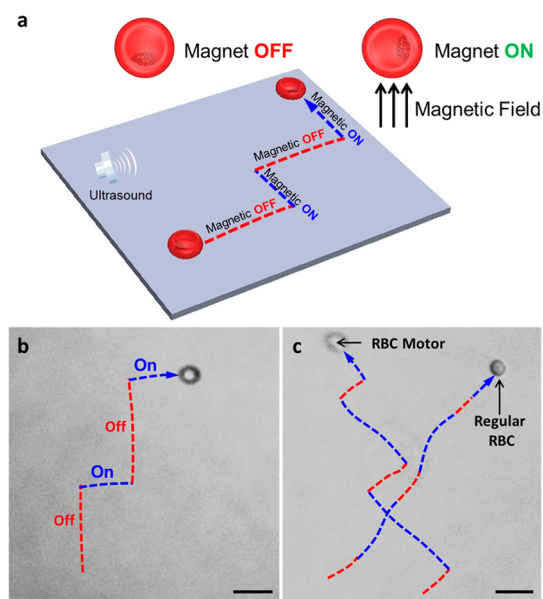 a
Magnet OFF
Magnet ON
Magnetic Field
Ultrasound
Magnetic ON
Magnetic OFF
Magnetic ON
Magnetic OFF
b
On
Off
On
Off
c
RBC Motor
Regular
RBC